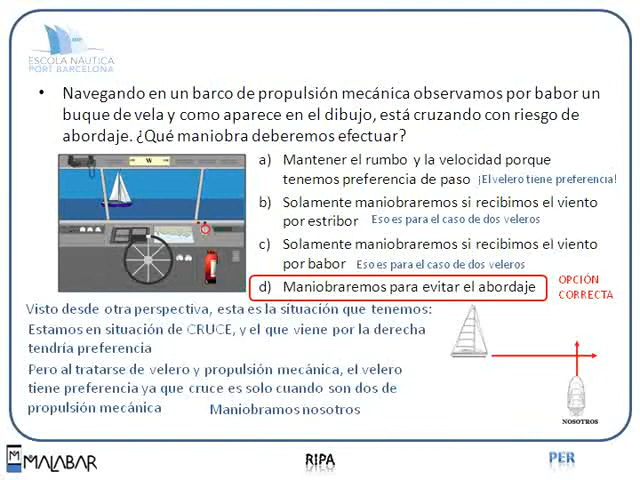 ESCOLA NÀUTICA
PORT BARCELONA
• Navegando en un barco de propulsión mecánica observamos por babor un
buque de vela y como aparece en el dibujo, está cruzando con riesgo de
abordaje. ¿Qué maniobra deberemos efectuar?
W
a) Mantener el rumbo y la velocidad porque
tenemos preferencia de paso ¡El velero tiene preferencia!
b) Solamente maniobraremos si recibimos el viento
por estribor Eso es para el caso de dos veleros
c) Solamente maniobraremos si recibimos el viento
por babor Eso es para el caso de dos veleros
d) Maniobraremos para evitar el abordaje
OPCIÓN
CORRECTA
Visto desde otra perspectiva, esta es la situación que tenemos:
Estamos en situación de CRUCE, y el que viene por la derecha
tendría preferencia
Pero al tratarse de velero y propulsión mecánica, el velero
tiene preferencia ya que cruce es solo cuando son dos de
propulsión mecánica
Maniobramos nosotros
NOSOTROS
MALABAR
RIPA
PER